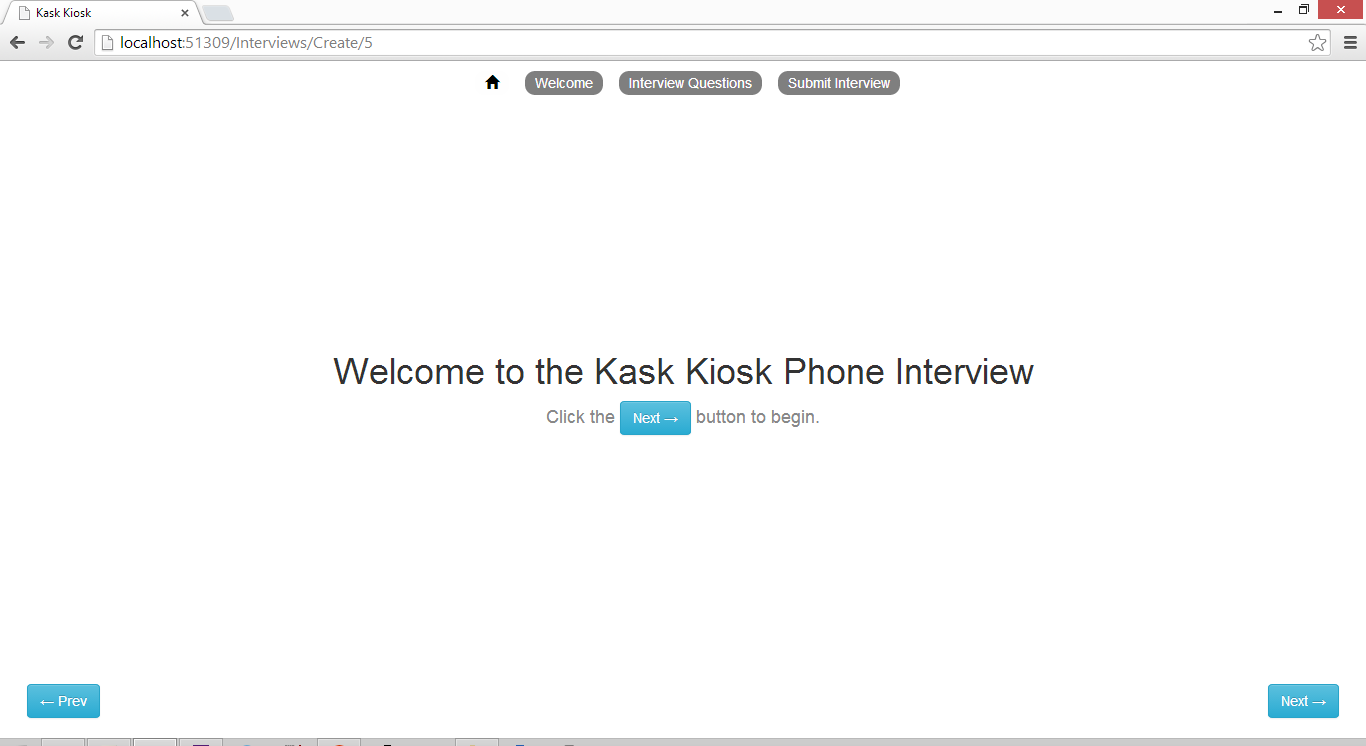 Kask Kiosk
localhost:51309/Interviews/Create/5
Welcome Interview Questions Submit Interview
Welcome to the Kask Kiosk Phone Interview
Click the Next → button to begin.
← Prev Next →